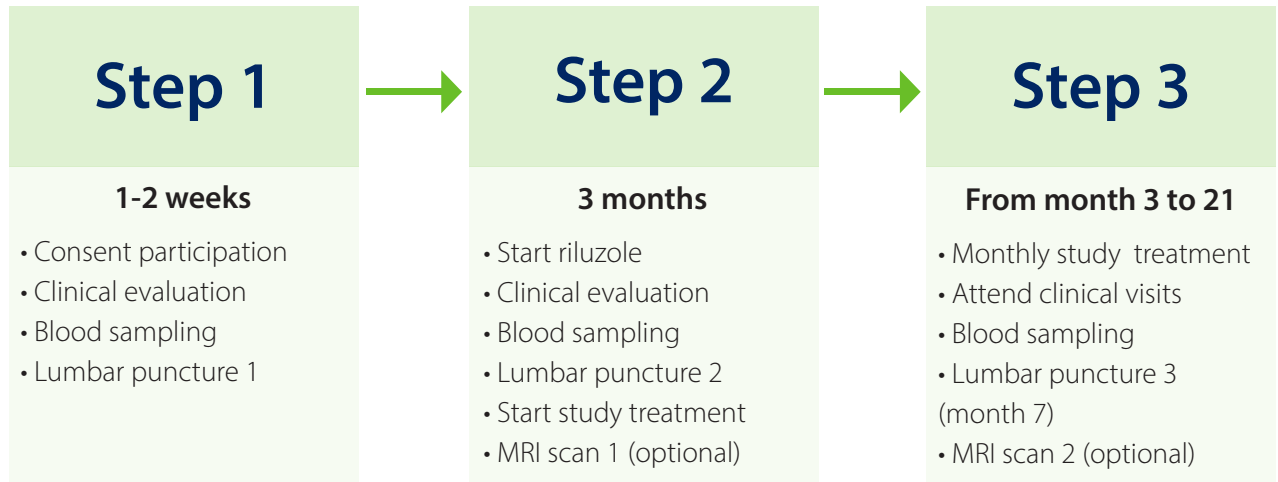 Step 1
1-2 weeks
• Consent participation
• Clinical evaluation
• Blood sampling
• Lumbar puncture 1
Step 2
3 months
• Start riluzole
• Clinical evaluation
• Blood sampling
• Lumbar puncture 2
• Start study treatment
• MRI scan 1 (optional)
Step 3
From month 3 to 21
• Monthly study  treatment
• Attend clinical visits
• Blood sampling
• Lumbar puncture 3
(month 7)
• MRI scan 2 (optional)